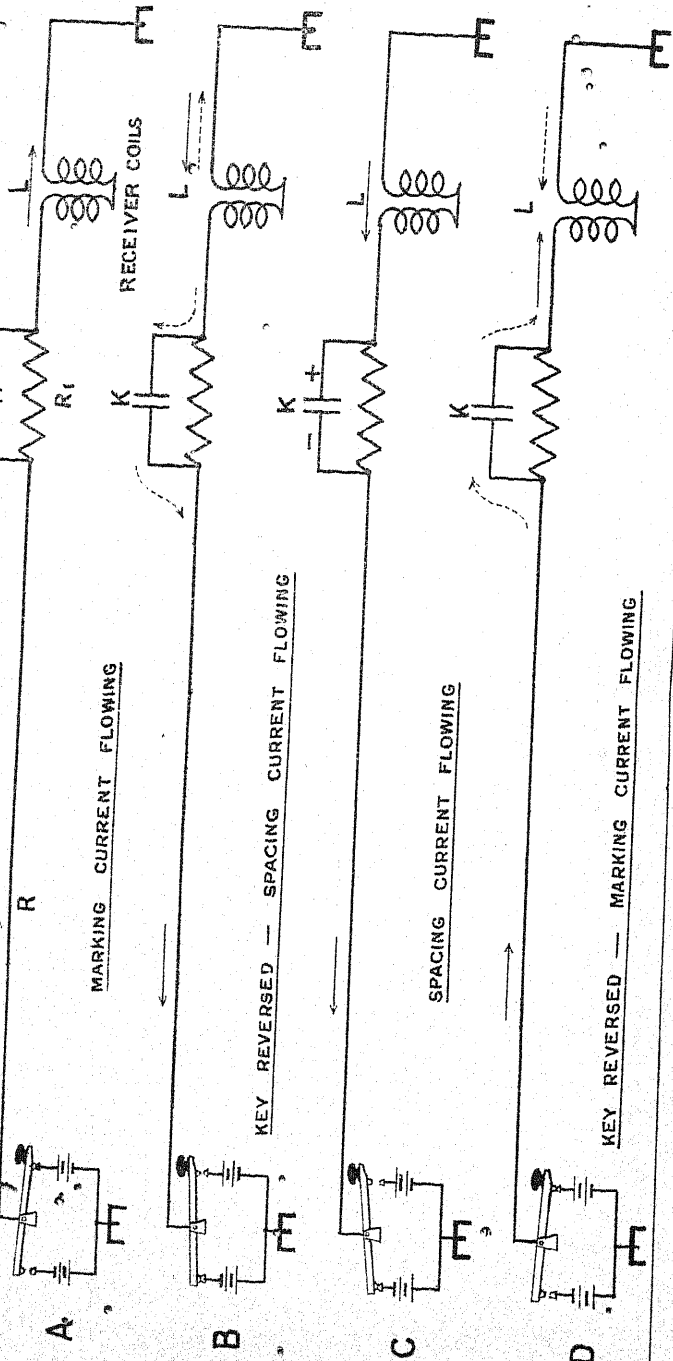 A
R
R₁
L
RECEIVER COILS
E
E
MARKING CURRENT FLOWING
B
K
L
E
E
KEY REVERSED — SPACING CURRENT FLOWING
C
− K +
L
E
E
SPACING CURRENT FLOWING
D
K
L
E
E
KEY REVERSED — MARKING CURRENT FLOWING